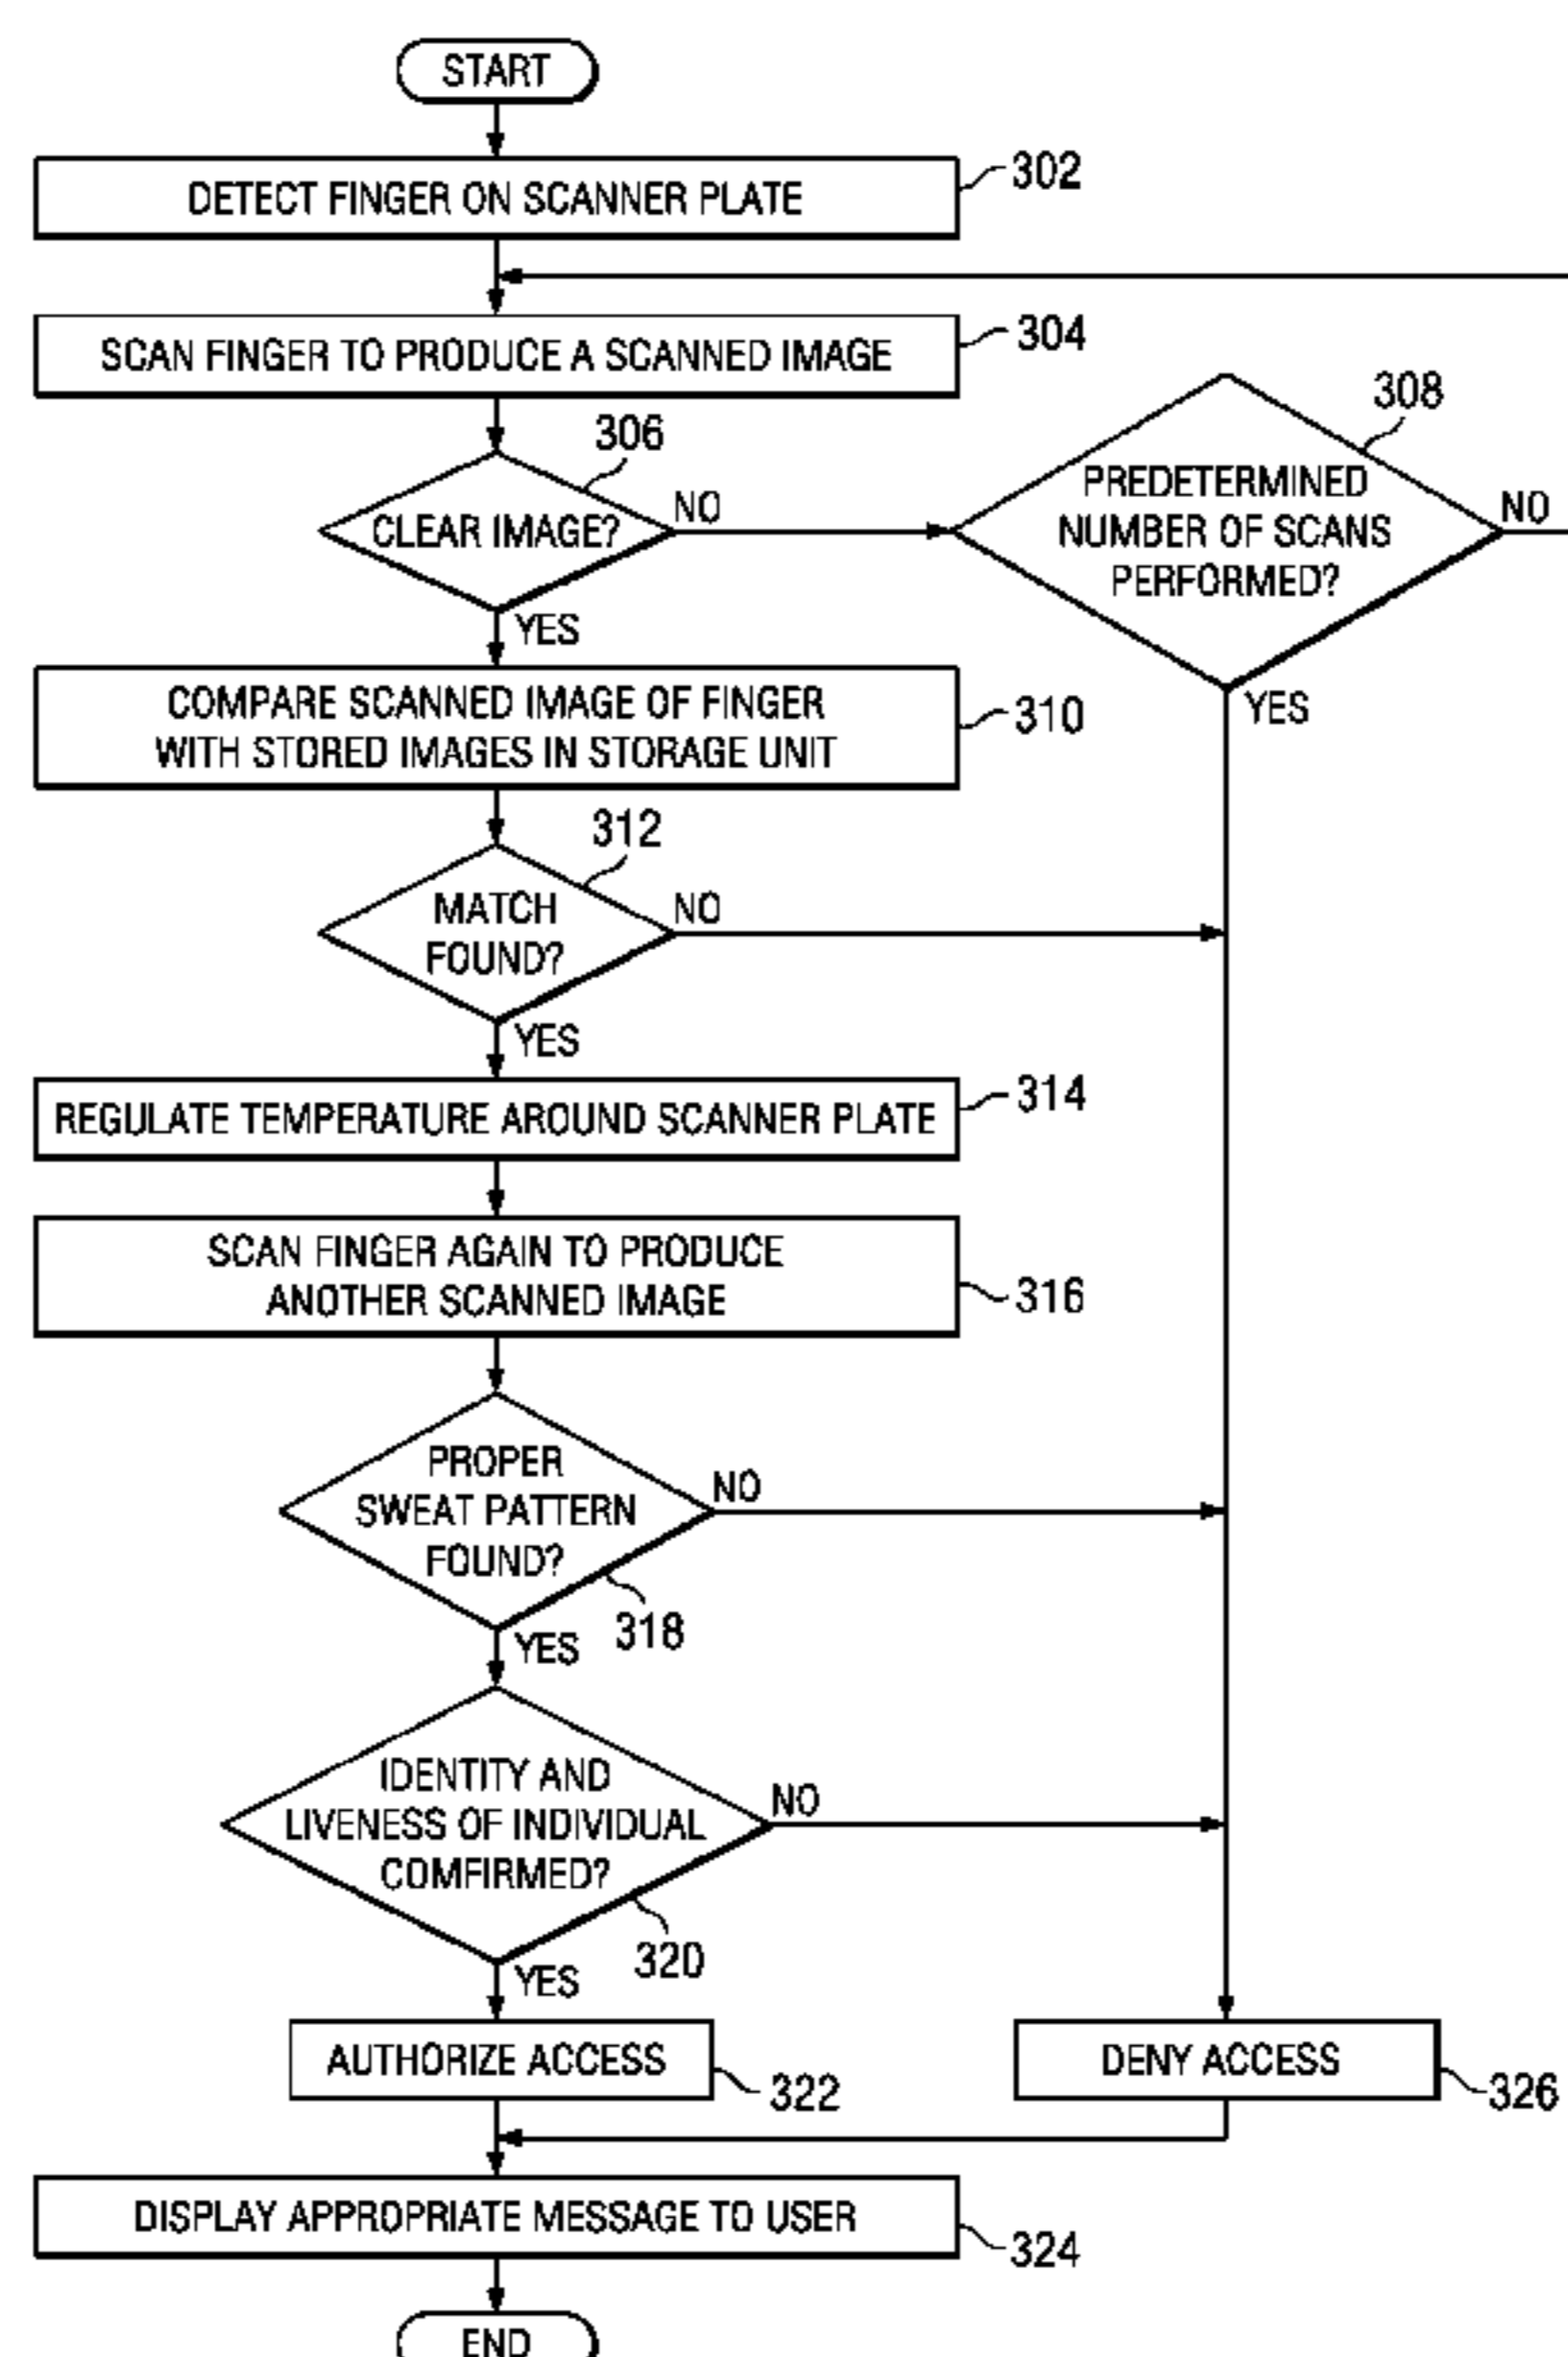 START
DETECT FINGER ON SCANNER PLATE
302
SCAN FINGER TO PRODUCE A SCANNED IMAGE
304
306
CLEAR IMAGE?
NO
YES
308
PREDETERMINED
NUMBER OF SCANS
PERFORMED?
NO
YES
COMPARE SCANNED IMAGE OF FINGER
WITH STORED IMAGES IN STORAGE UNIT
310
312
MATCH
FOUND?
NO
YES
REGULATE TEMPERATURE AROUND SCANNER PLATE
314
SCAN FINGER AGAIN TO PRODUCE
ANOTHER SCANNED IMAGE
316
PROPER
SWEAT PATTERN
FOUND?
NO
318
YES
IDENTITY AND
LIVENESS OF INDIVIDUAL
COMFIRMED?
NO
320
YES
AUTHORIZE ACCESS
322
DENY ACCESS
326
DISPLAY APPROPRIATE MESSAGE TO USER
324
END